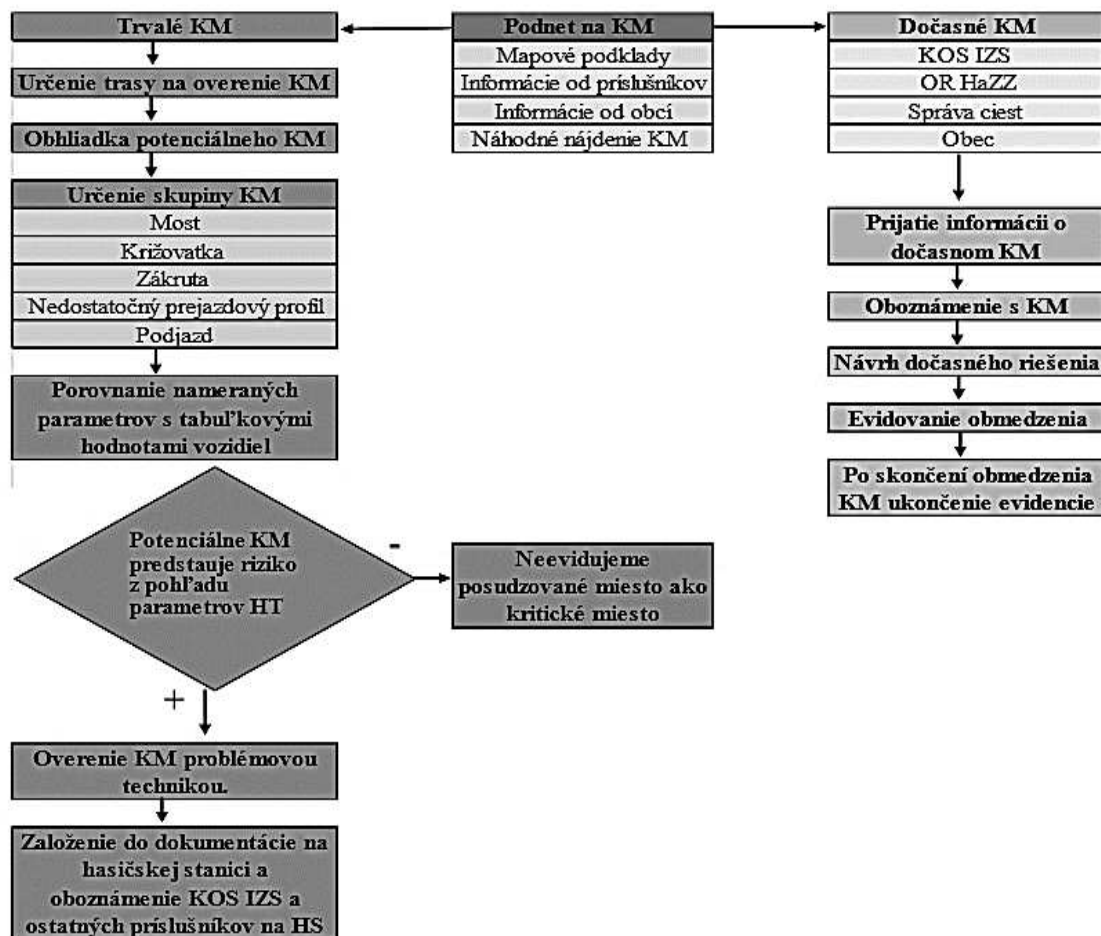 Trvalé KM
Určenie trasy na overenie KM
Obhliadka potenciálneho KM
Určenie skupiny KM
Most
Križovatka
Zákruta
Nedostatočný prejazdový profil
Podjazd
Porovnanie nameraných
parametrov s tabuľkovými
hodnotami vozidiel
Potenciálne KM
predstauje riziko
z pohľadu
parametrov HT
-
+
Neevidujeme
posudzované miesto ako
kritické miesto
Overenie KM problémovou
technikou.
Založenie do dokumentácie na
hasičskej stanici a
oboznámenie KOS IZS a
ostatných príslušníkov na HS
Podnet na KM
Mapové podklady
Informácie od príslušníkov
Informácie od obcí
Náhodné nájdenie KM
Dočasné KM
KOS IZS
OR HaZZ
Správa ciest
Obec
Prijatie informácii o
dočasnom KM
Oboznámenie s KM
Návrh dočasného riešenia
Evidovanie obmedzenia
Po skončení obmedzenia
KM ukončenie evidencie